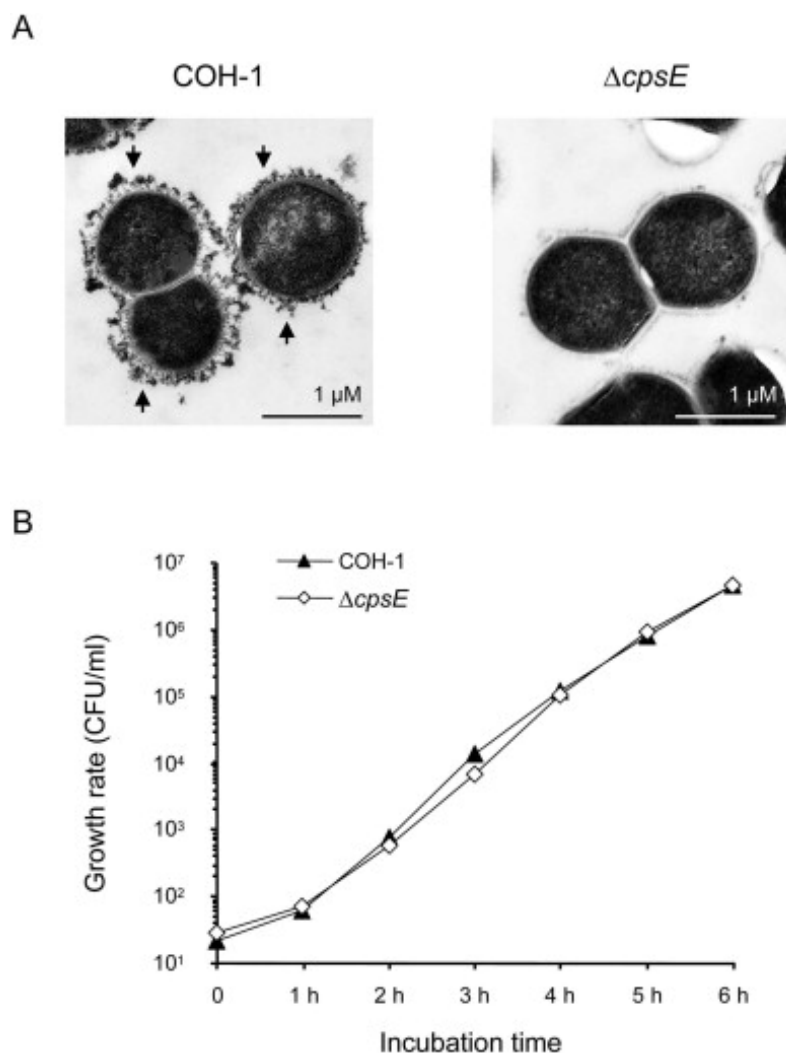 A
COH-1
ΔcpsE
1 μM
1 μM
B
COH-1
ΔcpsE
Growth rate (CFU/ml)
10⁷
10⁶
10⁵
10⁴
10³
10²
10¹
0 1 h 2 h 3 h 4 h 5 h 6 h
Incubation time